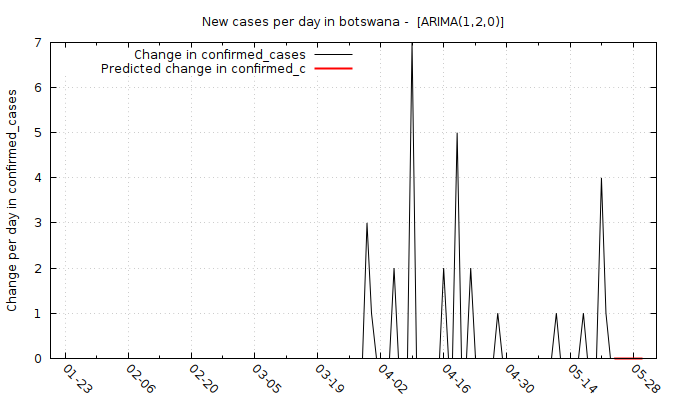 New cases per day in botswana -  [ARIMA(1,2,0)]
Change in confirmed_cases
Predicted change in confirmed_c
Change per day in confirmed_cases
7
6
5
4
3
2
1
0
01-23 02-06 02-20 03-05 03-19 04-02 04-16 04-30 05-14 05-28